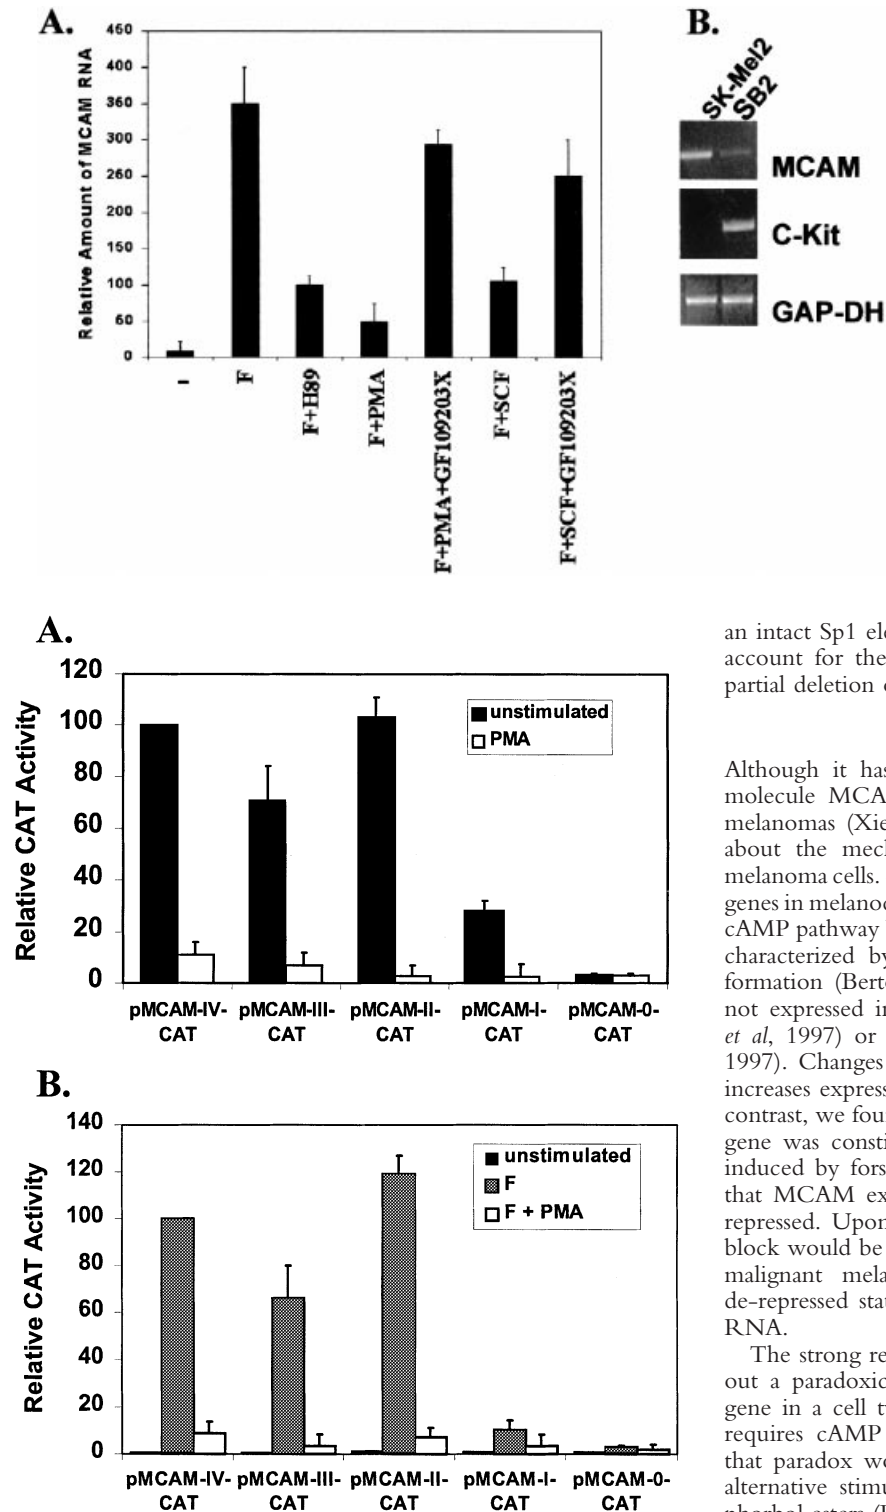 A.
B.
Relative Amount of MCAM RNA
450
400
360
300
260
200
150
100
60
0
-
F
F+H89
F+PMA
F+PMA+GF109203X
F+SCF
F+SCF+GF109203X
SK-Mel2
SB2
MCAM
C-Kit
GAP-DH
A.
Relative CAT Activity
120
100
80
60
40
20
0
unstimulated
PMA
pMCAM-IV-CAT
pMCAM-III-CAT
pMCAM-II-CAT
pMCAM-I-CAT
pMCAM-0-CAT
B.
Relative CAT Activity
140
120
100
80
60
40
20
0
unstimulated
F
F + PMA
pMCAM-IV-CAT
pMCAM-III-CAT
pMCAM-II-CAT
pMCAM-I-CAT
pMCAM-0-CAT
an intact Sp1 ele
account for the
partial deletion
Although it has
molecule MCA
melanomas (Xie
about the mecl
melanoma cells.
genes in melanoc
cAMP pathway
characterized by
formation (Bert
not expressed in
et al, 1997) or
1997). Changes
increases express
contrast, we fou
gene was consti
induced by fors
that MCAM ex
repressed. Upon
block would be
malignant mela
de-repressed stat
RNA.
The strong re
out a paradoxic
gene in a cell t
requires cAMP
that paradox wo
alternative stimu